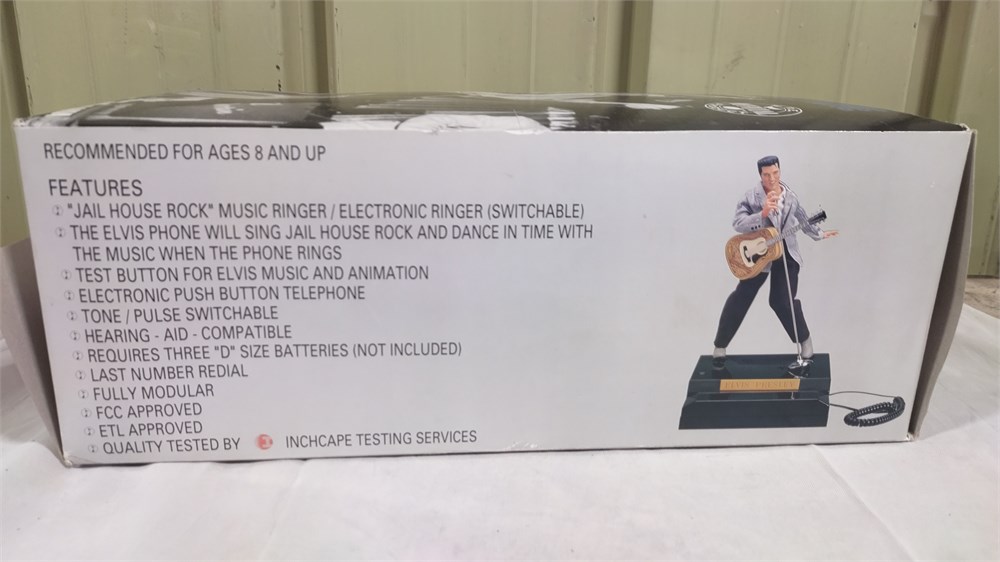 RECOMMENDED FOR AGES 8 AND UP
FEATURES
"JAIL HOUSE ROCK" MUSIC RINGER / ELECTRONIC RINGER (SWITCHABLE)
THE ELVIS PHONE WILL SING JAIL HOUSE ROCK AND DANCE IN TIME WITH
THE MUSIC WHEN THE PHONE RINGS
TEST BUTTON FOR ELVIS MUSIC AND ANIMATION
ELECTRONIC PUSH BUTTON TELEPHONE
TONE / PULSE SWITCHABLE
HEARING - AID - COMPATIBLE
REQUIRES THREE "D" SIZE BATTERIES (NOT INCLUDED)
LAST NUMBER REDIAL
FULLY MODULAR
FCC APPROVED
ETL APPROVED
QUALITY TESTED BY INCHCAPE TESTING SERVICES
ELVIS PRESLEY